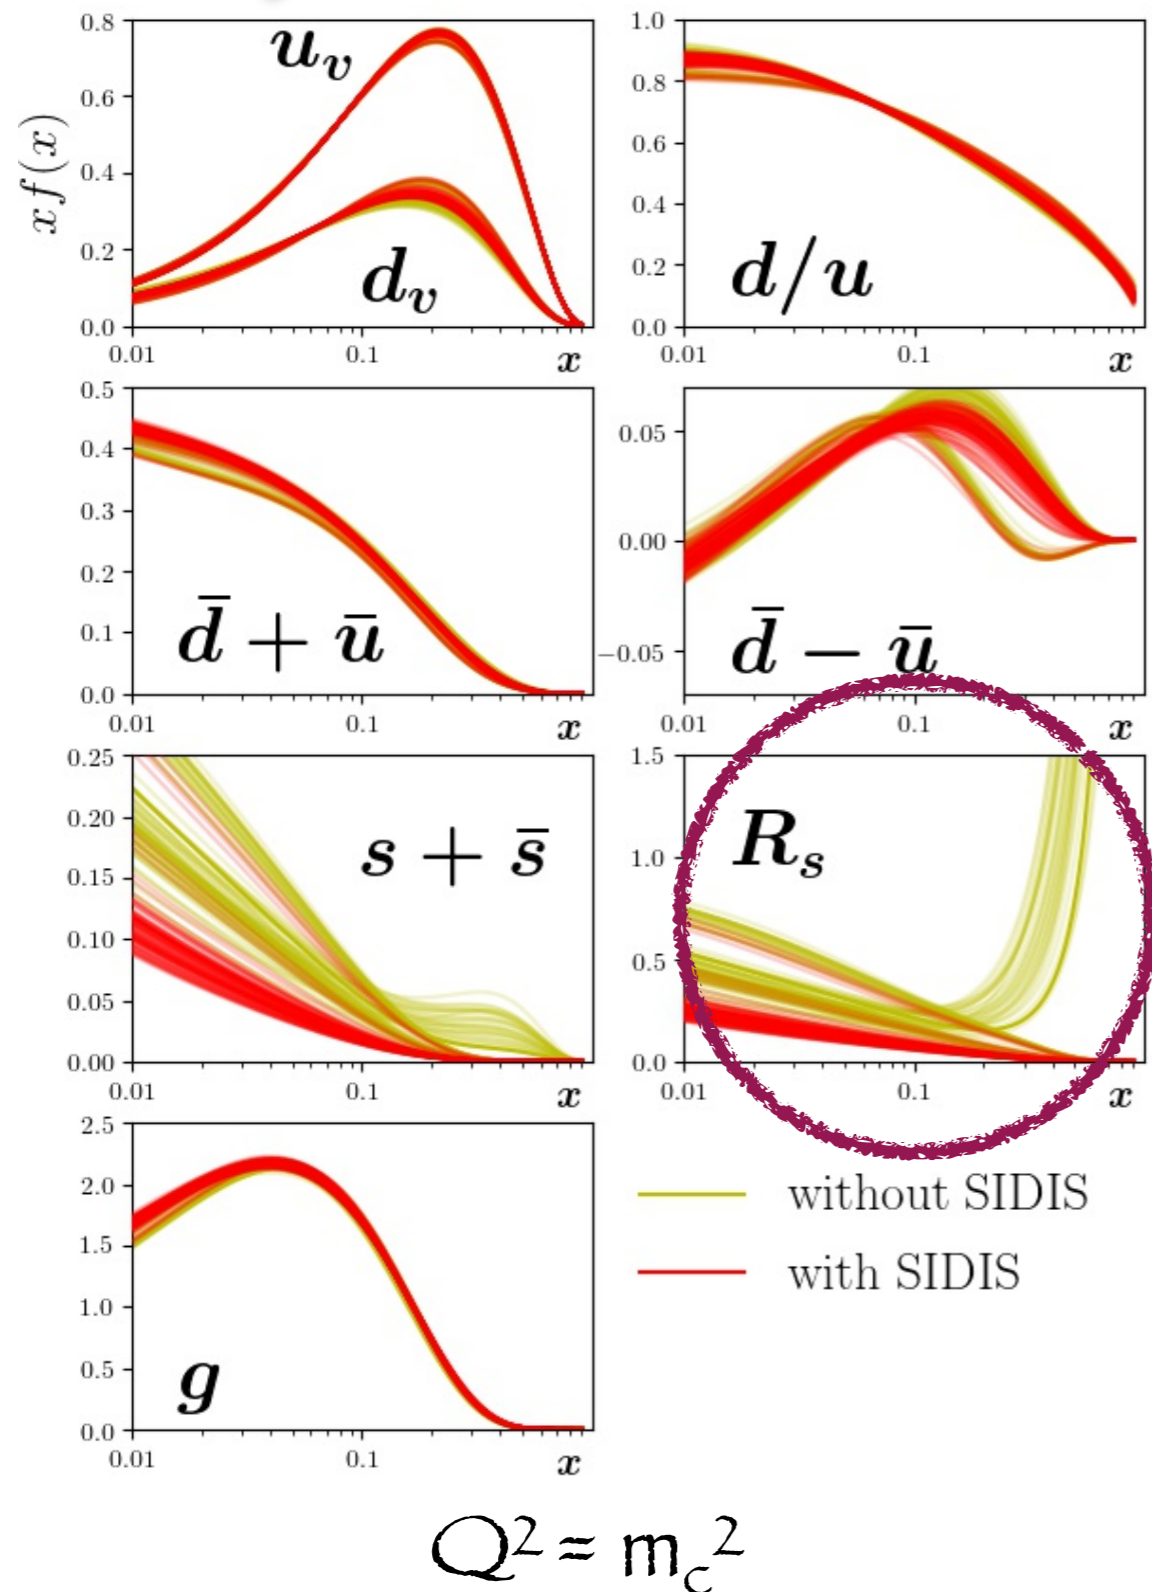 0.8
0.6
0.4
0.2
0.0
x f(x)
u_v
d_v
0.01 0.1 x
1.0
0.8
0.6
0.4
0.2
0.0
d/u
0.01 0.1 x
0.5
0.4
0.3
0.2
0.1
0.0
d̄ + ū
0.01 0.1 x
0.05
0.00
−0.05
d̄ − ū
0.01 0.1 x
0.25
0.20
0.15
0.10
0.05
0.00
s + s̄
0.01 0.1 x
1.5
1.0
0.5
0.0
R_s
0.01 0.1 x
2.5
2.0
1.5
1.0
0.5
0.0
g
0.01 0.1 x
without SIDIS
with SIDIS
Q² ≈ m_c²